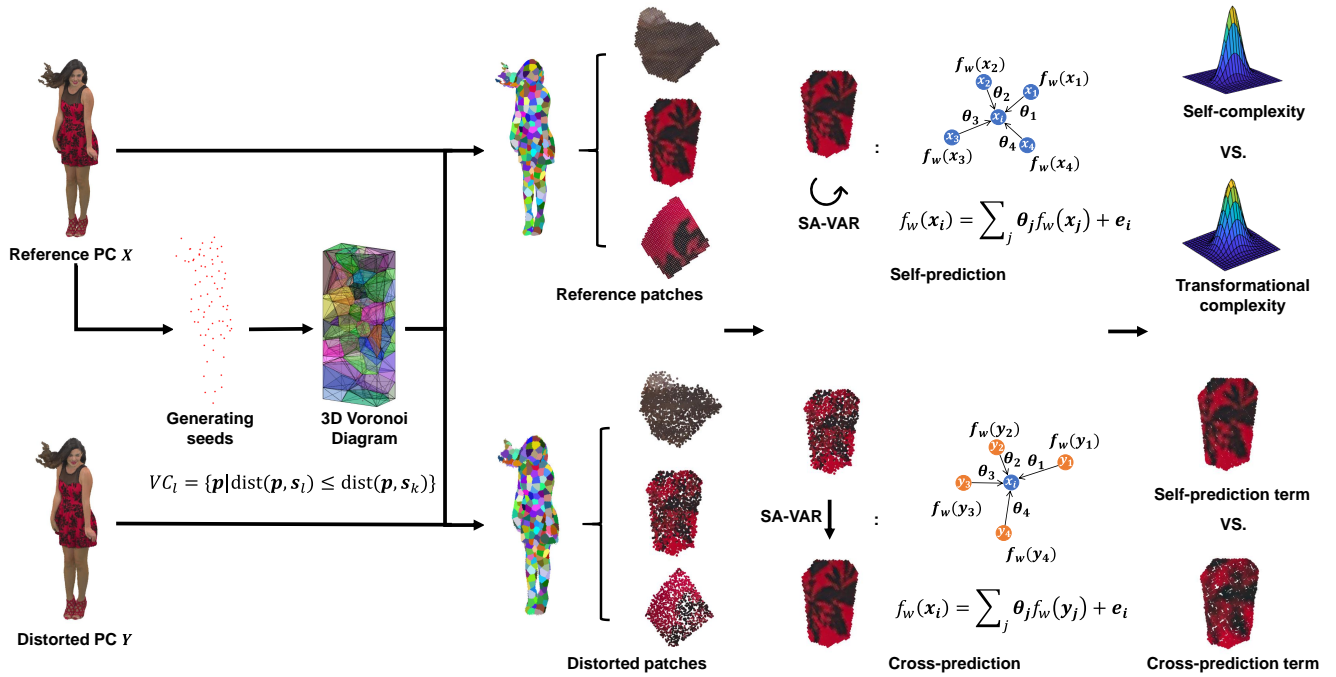 Reference PC X
Generating
seeds
3D Voronoi
Diagram
VC_l = {p|dist(p, s_l) ≤ dist(p, s_k)}
Distorted PC Y
Reference patches
Distorted patches
SA-VAR
:
f_w(x_2)
f_w(x_1)
x_2
x_1
θ_2
θ_3
x_i
θ_1
x_3
θ_4
x_4
f_w(x_3)
f_w(x_4)
f_w(x_i) = ∑_j θ_j f_w(x_j) + e_i
Self-prediction
SA-VAR
:
f_w(y_2)
f_w(y_1)
y_2
θ_2
θ_1
y_1
θ_3
y_3
x_i
f_w(y_3)
θ_4
y_4
f_w(y_4)
f_w(x_i) = ∑_j θ_j f_w(y_j) + e_i
Cross-prediction
Self-complexity
VS.
Transformational
complexity
Self-prediction term
VS.
Cross-prediction term